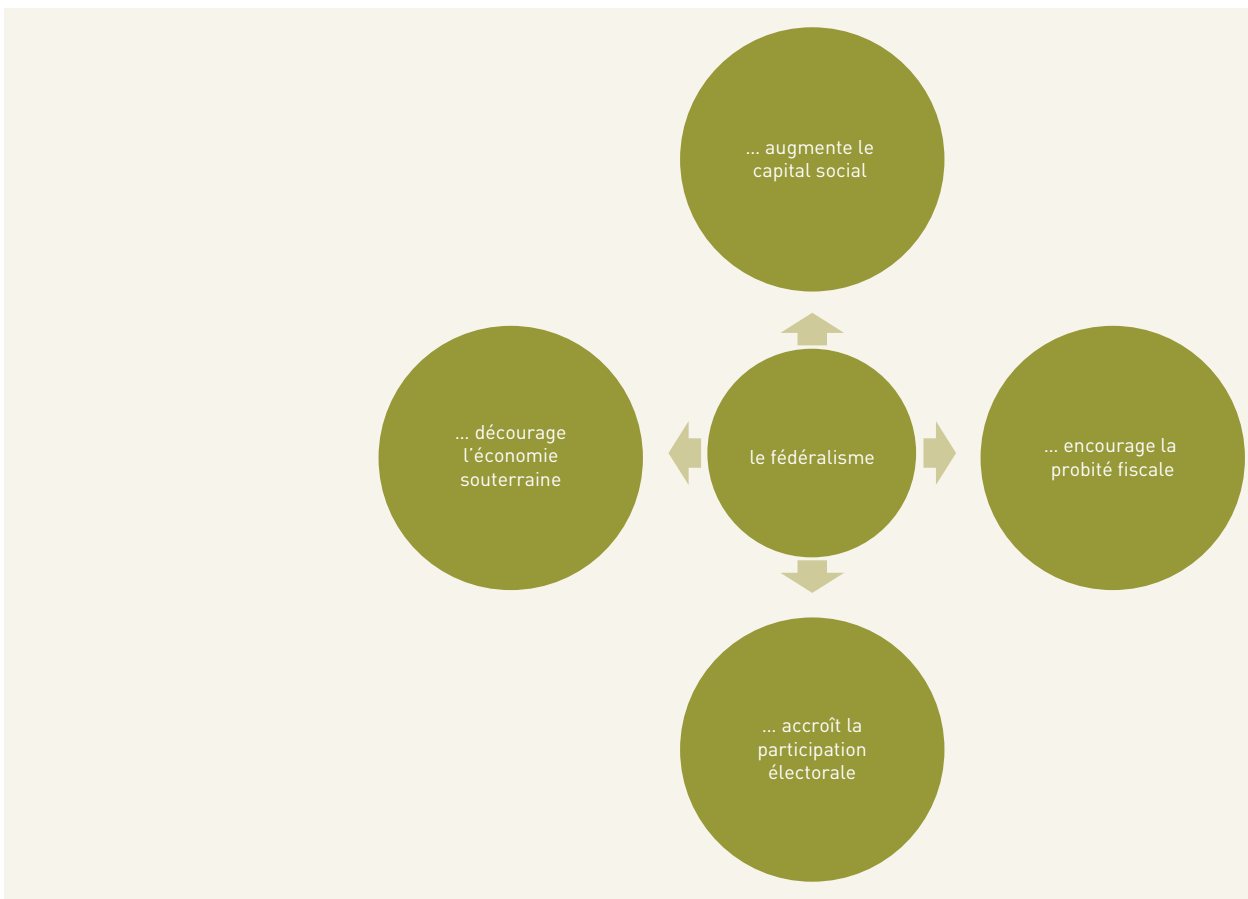 ... augmente le
capital social
... décourage
l'économie
souterraine
le fédéralisme
... encourage la
probité fiscale
... accroît la
participation
électorale